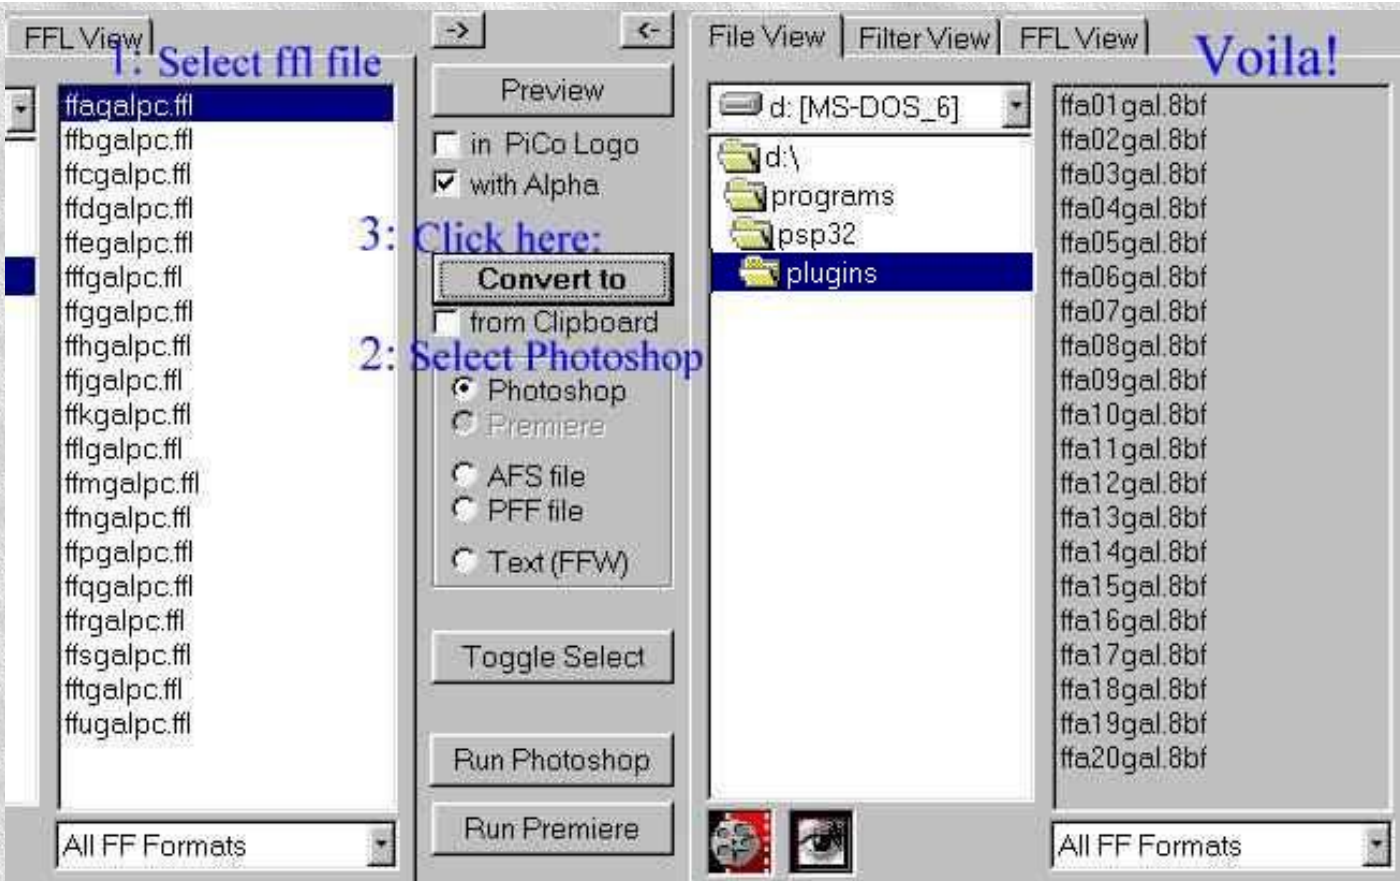 FFL View
1: Select ffl file
ffagalpc.ffl
ffbgalpc.ffl
ffcgalpc.ffl
ffdgalpc.ffl
ffegalpc.ffl
fffgalpc.ffl
ffggalpc.ffl
ffhgalpc.ffl
ffjgalpc.ffl
ffkgalpc.ffl
fflgalpc.ffl
ffmgalpc.ffl
ffngalpc.ffl
ffpgalpc.ffl
ffqgalpc.ffl
ffrgalpc.ffl
ffsgalpc.ffl
fftgalpc.ffl
ffugalpc.ffl
All FF Formats
->
<-
Preview
in PiCo Logo
with Alpha
3: Click here:
Convert to
from Clipboard
2: Select Photoshop
Photoshop
Premiere
AFS file
PFF file
Text (FFW)
Toggle Select
Run Photoshop
Run Premiere
File View
Filter View
FFL View
Voila!
d: [MS-DOS_6]
d:\
programs
psp32
plugins
ffa01gal.8bf
ffa02gal.8bf
ffa03gal.8bf
ffa04gal.8bf
ffa05gal.8bf
ffa06gal.8bf
ffa07gal.8bf
ffa08gal.8bf
ffa09gal.8bf
ffa10gal.8bf
ffa11gal.8bf
ffa12gal.8bf
ffa13gal.8bf
ffa14gal.8bf
ffa15gal.8bf
ffa16gal.8bf
ffa17gal.8bf
ffa18gal.8bf
ffa19gal.8bf
ffa20gal.8bf
All FF Formats